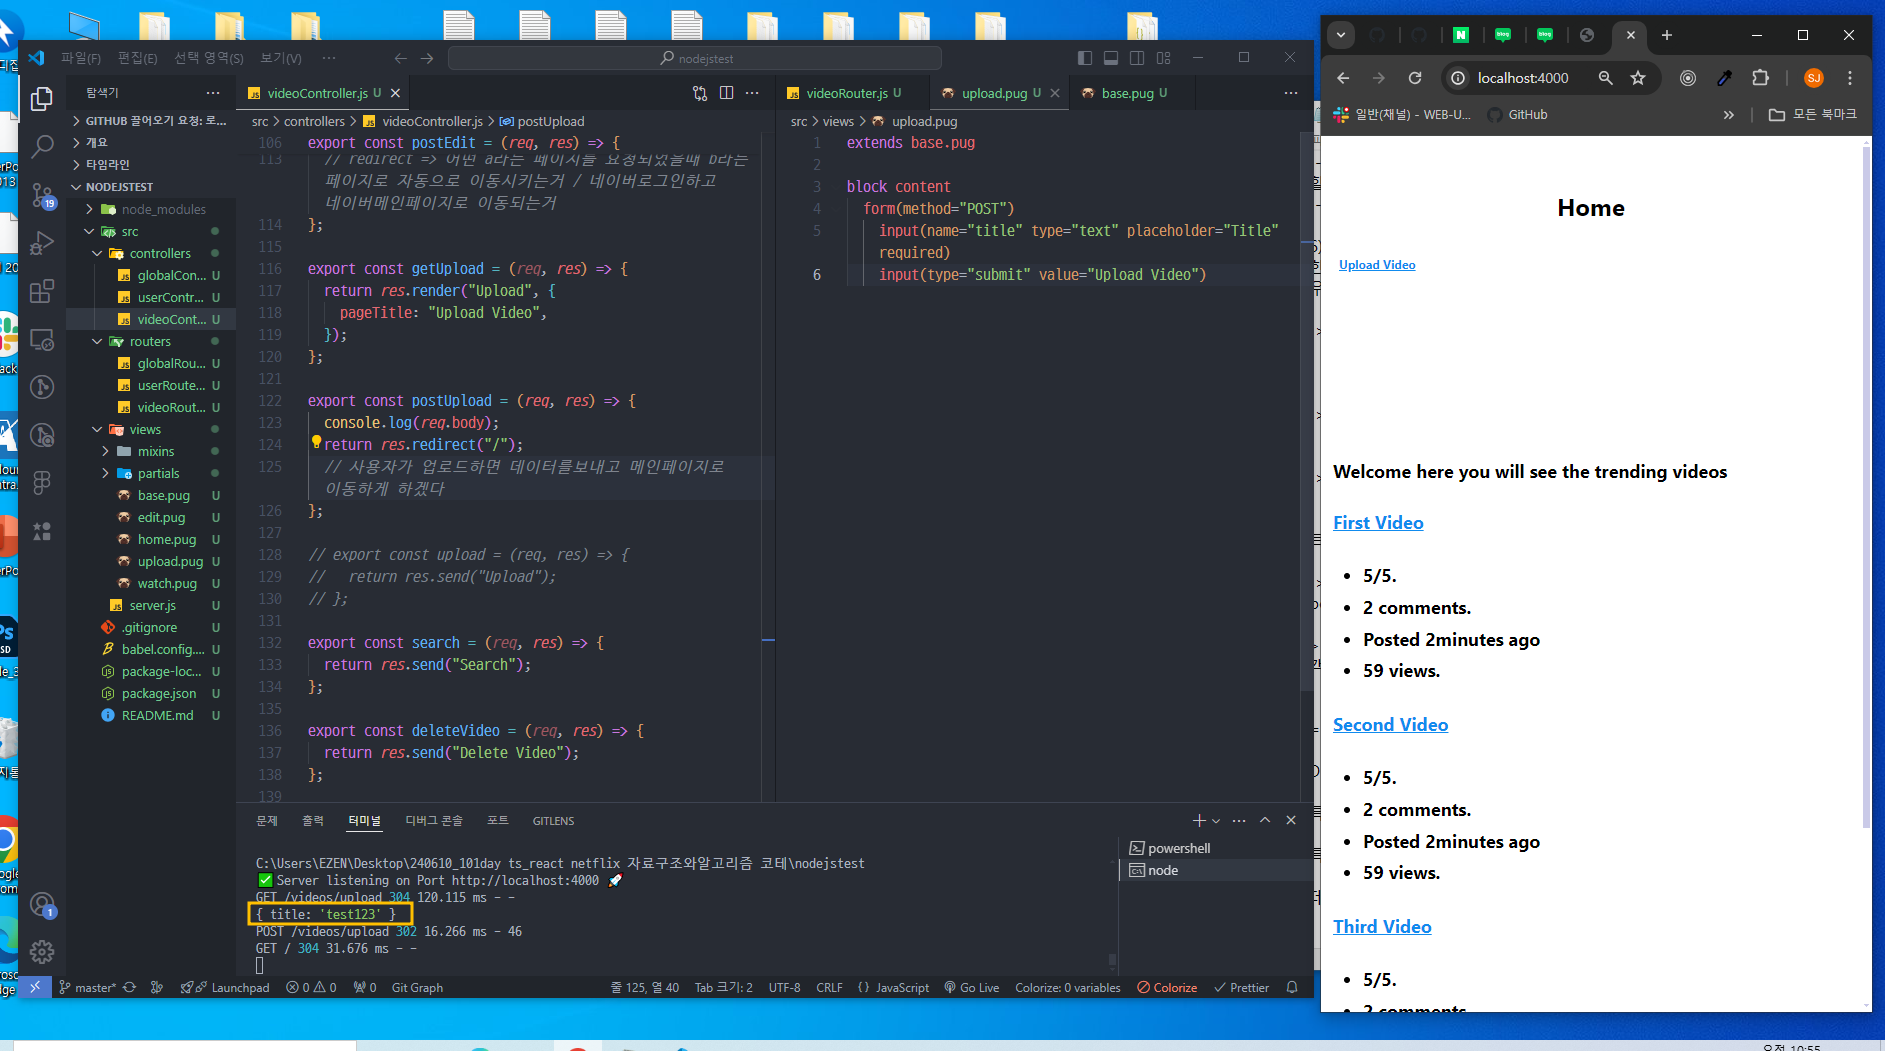 파일(F) 편집(E) 선택 영역(S) 보기(V) ···
nodejstest
탐색기 ···
GITHUB 끌어오기 요청: 로...
개요
타임라인
NODEJSTEST
node_modules
src
controllers
globalCon... U
userContr... U
videoCont... U
routers
globalRou... U
userRoute... U
videoRout... U
views
mixins
partials
base.pug U
edit.pug U
home.pug U
upload.pug U
watch.pug U
server.js U
.gitignore U
babel.config.... U
package-loc... U
package.json U
README.md U
19
1
videoController.js U
src > controllers > videoController.js > postUpload
106 export const postEdit = (req, res) => {
113 // redirect => 어떤 a라는 페이지를 요청되었을때 b라는
페이지로 자동으로 이동시키는거 / 네이버로그인하고
네이버메인페이지로 이동되는거
114 };
115
116 export const getUpload = (req, res) => {
117 return res.render("Upload", {
118 pageTitle: "Upload Video",
119 });
120 };
121
122 export const postUpload = (req, res) => {
123 console.log(req.body);
124 return res.redirect("/");
125 // 사용자가 업로드하면 데이터를보내고 메인페이지로
이동하게 하겠다
126 };
127
128 // export const upload = (req, res) => {
129 // return res.send("Upload");
130 // };
131
132 export const search = (req, res) => {
133 return res.send("Search");
134 };
135
136 export const deleteVideo = (req, res) => {
137 return res.send("Delete Video");
138 };
139
videoRouter.js U upload.pug U base.pug U ···
src > views > upload.pug
1 extends base.pug
2
3 block content
4 form(method="POST")
5 input(name="title" type="text" placeholder="Title"
required)
6 input(type="submit" value="Upload Video")
문제 출력 터미널 디버그 콘솔 포트 GITLENS
C:\Users\EZEN\Desktop\240610_101day ts_react netflix 자료구조와알고리즘 코테\nodejstest
✅ Server listening on Port http://localhost:4000 🚀
GET /videos/upload 304 120.115 ms - -
{ title: 'test123' }
POST /videos/upload 302 16.266 ms - 46
GET / 304 31.676 ms - -
powershell
node
master* Launchpad 0 0 0 Git Graph
줄 125, 열 40 Tab 크기: 2 UTF-8 CRLF {} JavaScript Go Live Colorize: 0 variables Colorize Prettier
localhost:4000
SJ
일반(채널) - WEB-U... GitHub » 모든 북마크
Home
Upload Video
Welcome here you will see the trending videos
First Video
5/5.
2 comments.
Posted 2minutes ago
59 views.
Second Video
5/5.
2 comments.
Posted 2minutes ago
59 views.
Third Video
5/5.
2 comments.
오전 10:55